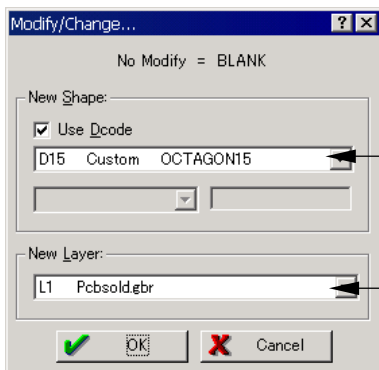 Modify/Change...
No Modify = BLANK
New Shape:
Use Dcode
D15 Custom OCTAGON15
New Layer:
L1 Pcbsold.gbr
OK Cancel